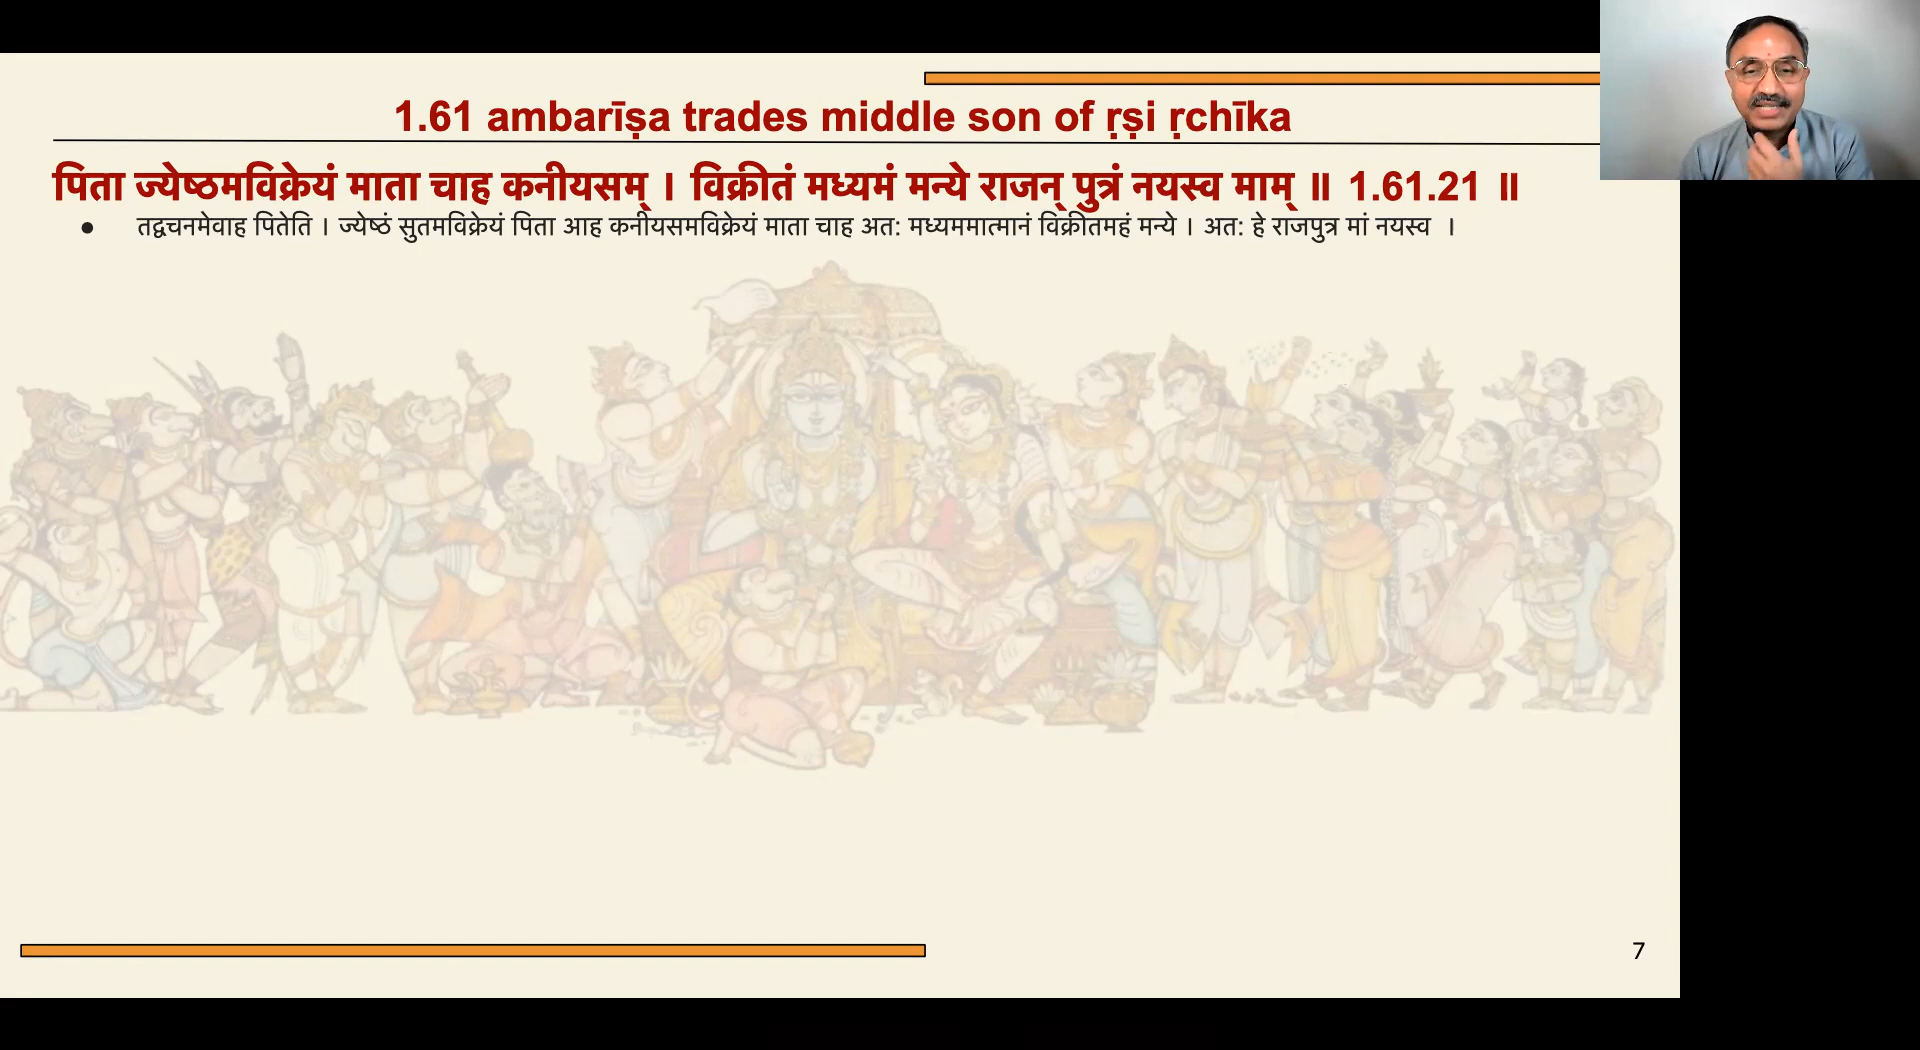 1.61 ambarīṣa trades middle son of ṛṣi ṛchīka
पिता ज्येष्ठमविक्रेयं माता चाह कनीयसम् । विक्रीतं मध्यमं मन्ये राजन् पुत्रं नयस्व माम् ॥ 1.61.21 ॥
● तद्वचनमेवाह पितेति । ज्येष्ठं सुतमविक्रेयं पिता आह कनीयसमविक्रेयं माता चाह अत: मध्यममात्मानं विक्रीतमहं मन्ये । अत: हे राजपुत्र मां नयस्व ।
7